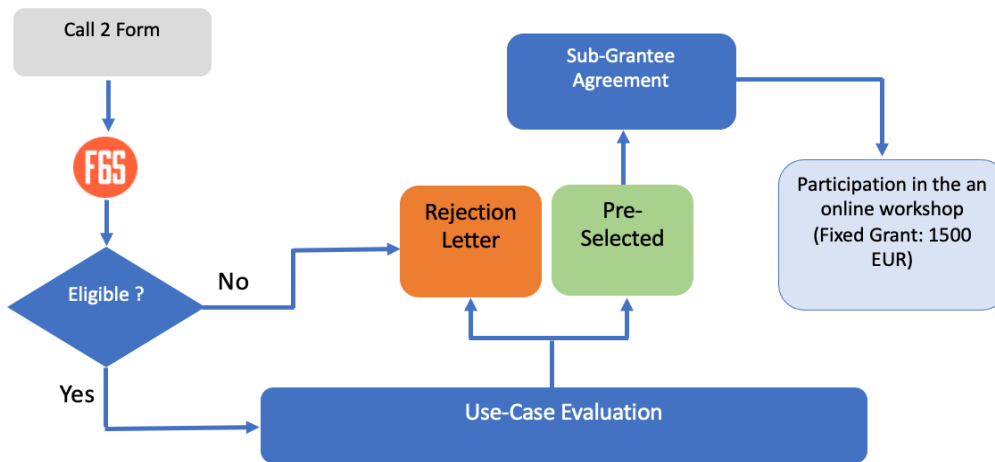 Call 2 Form
F6S
Eligible ?
No
Yes
Rejection
Letter
Pre-
Selected
Sub-Grantee
Agreement
Participation in the an
online workshop
(Fixed Grant: 1500
EUR)
Use-Case Evaluation